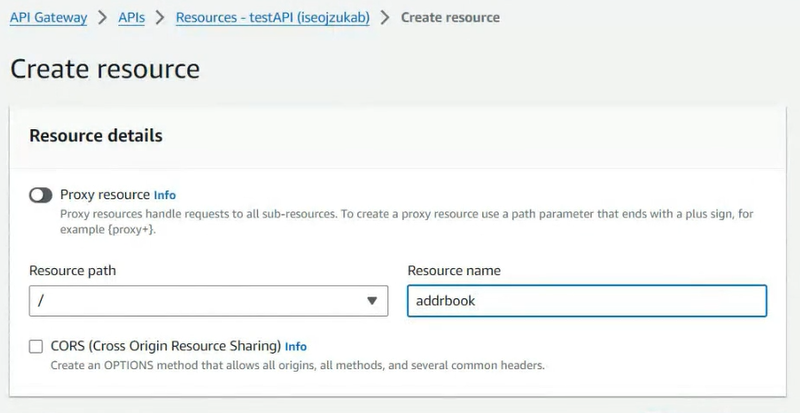 API Gateway > APIs > Resources - testAPI (iseojzukab) > Create resource
Create resource
Resource details
Proxy resource Info
Proxy resources handle requests to all sub-resources. To create a proxy resource use a path parameter that ends with a plus sign, for
example {proxy+}.
Resource path
Resource name
/
addrbook
CORS (Cross Origin Resource Sharing) Info
Create an OPTIONS method that allows all origins, all methods, and several common headers.